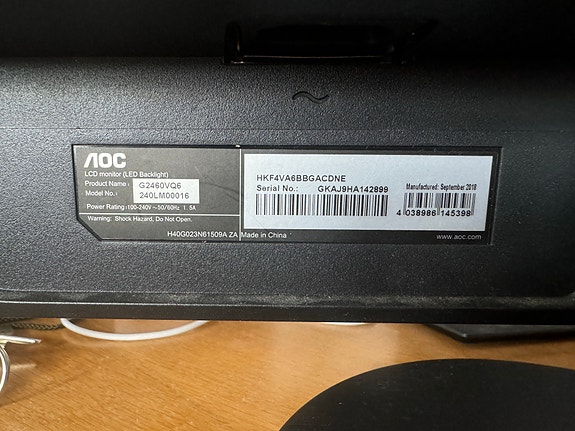 AOC
LCD monitor (LED Backlight)
Product Name : G2460VQ6
Model No.: 240LM00016
Power Rating :100-240V ~ 50/60Hz 1.5A
Warning: Shock Hazard, Do Not Open.
H40G023N61509A ZA Made in China
HKF4VA6BBGACDNE
Serial No.: GKAJ9HA142899
Manufactured: September 2018
4 038986 145398
www.aoc.com